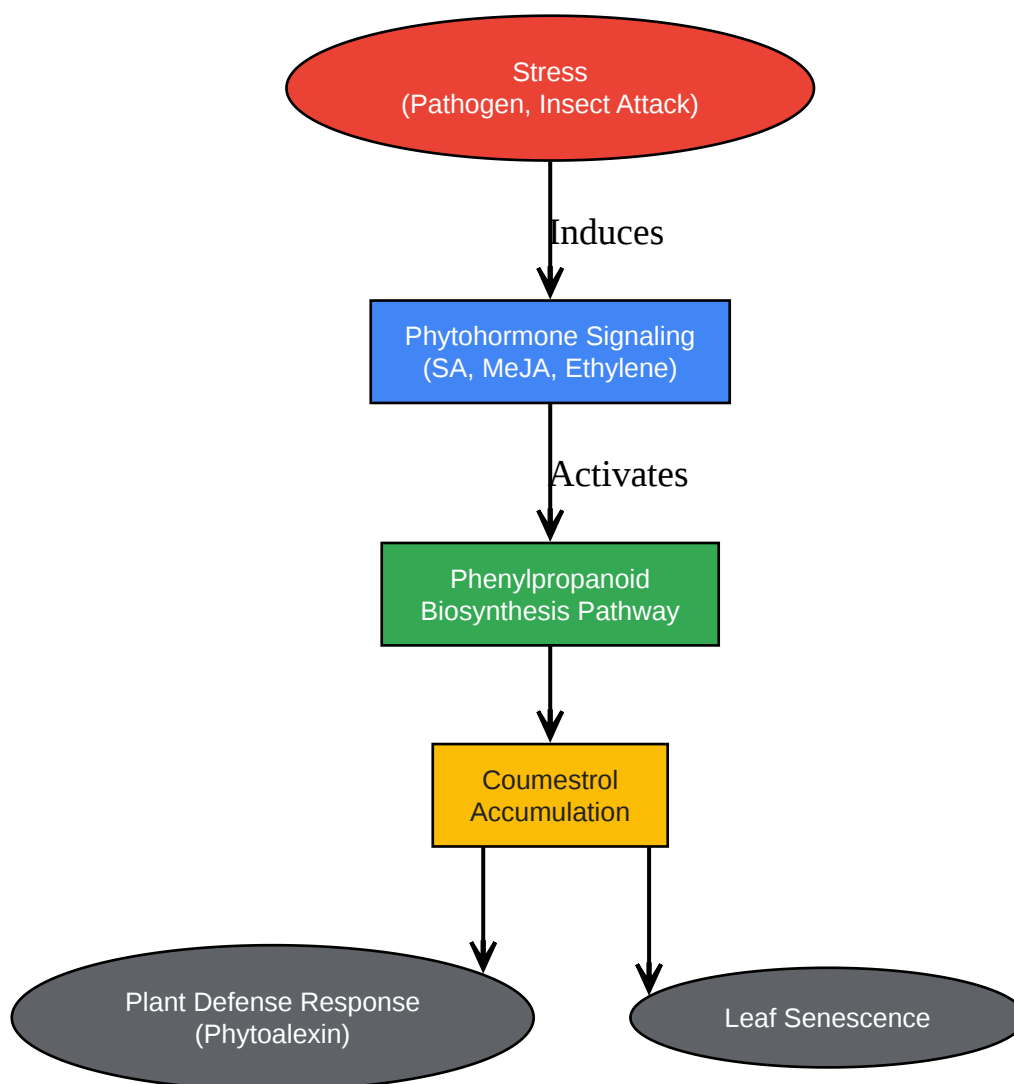 Stress
(Pathogen, Insect Attack)
Induces
Phytohormone Signaling
(SA, MeJA, Ethylene)
Activates
Phenylpropanoid
Biosynthesis Pathway
Coumestrol
Accumulation
Plant Defense Response
(Phytoalexin)
Leaf Senescence